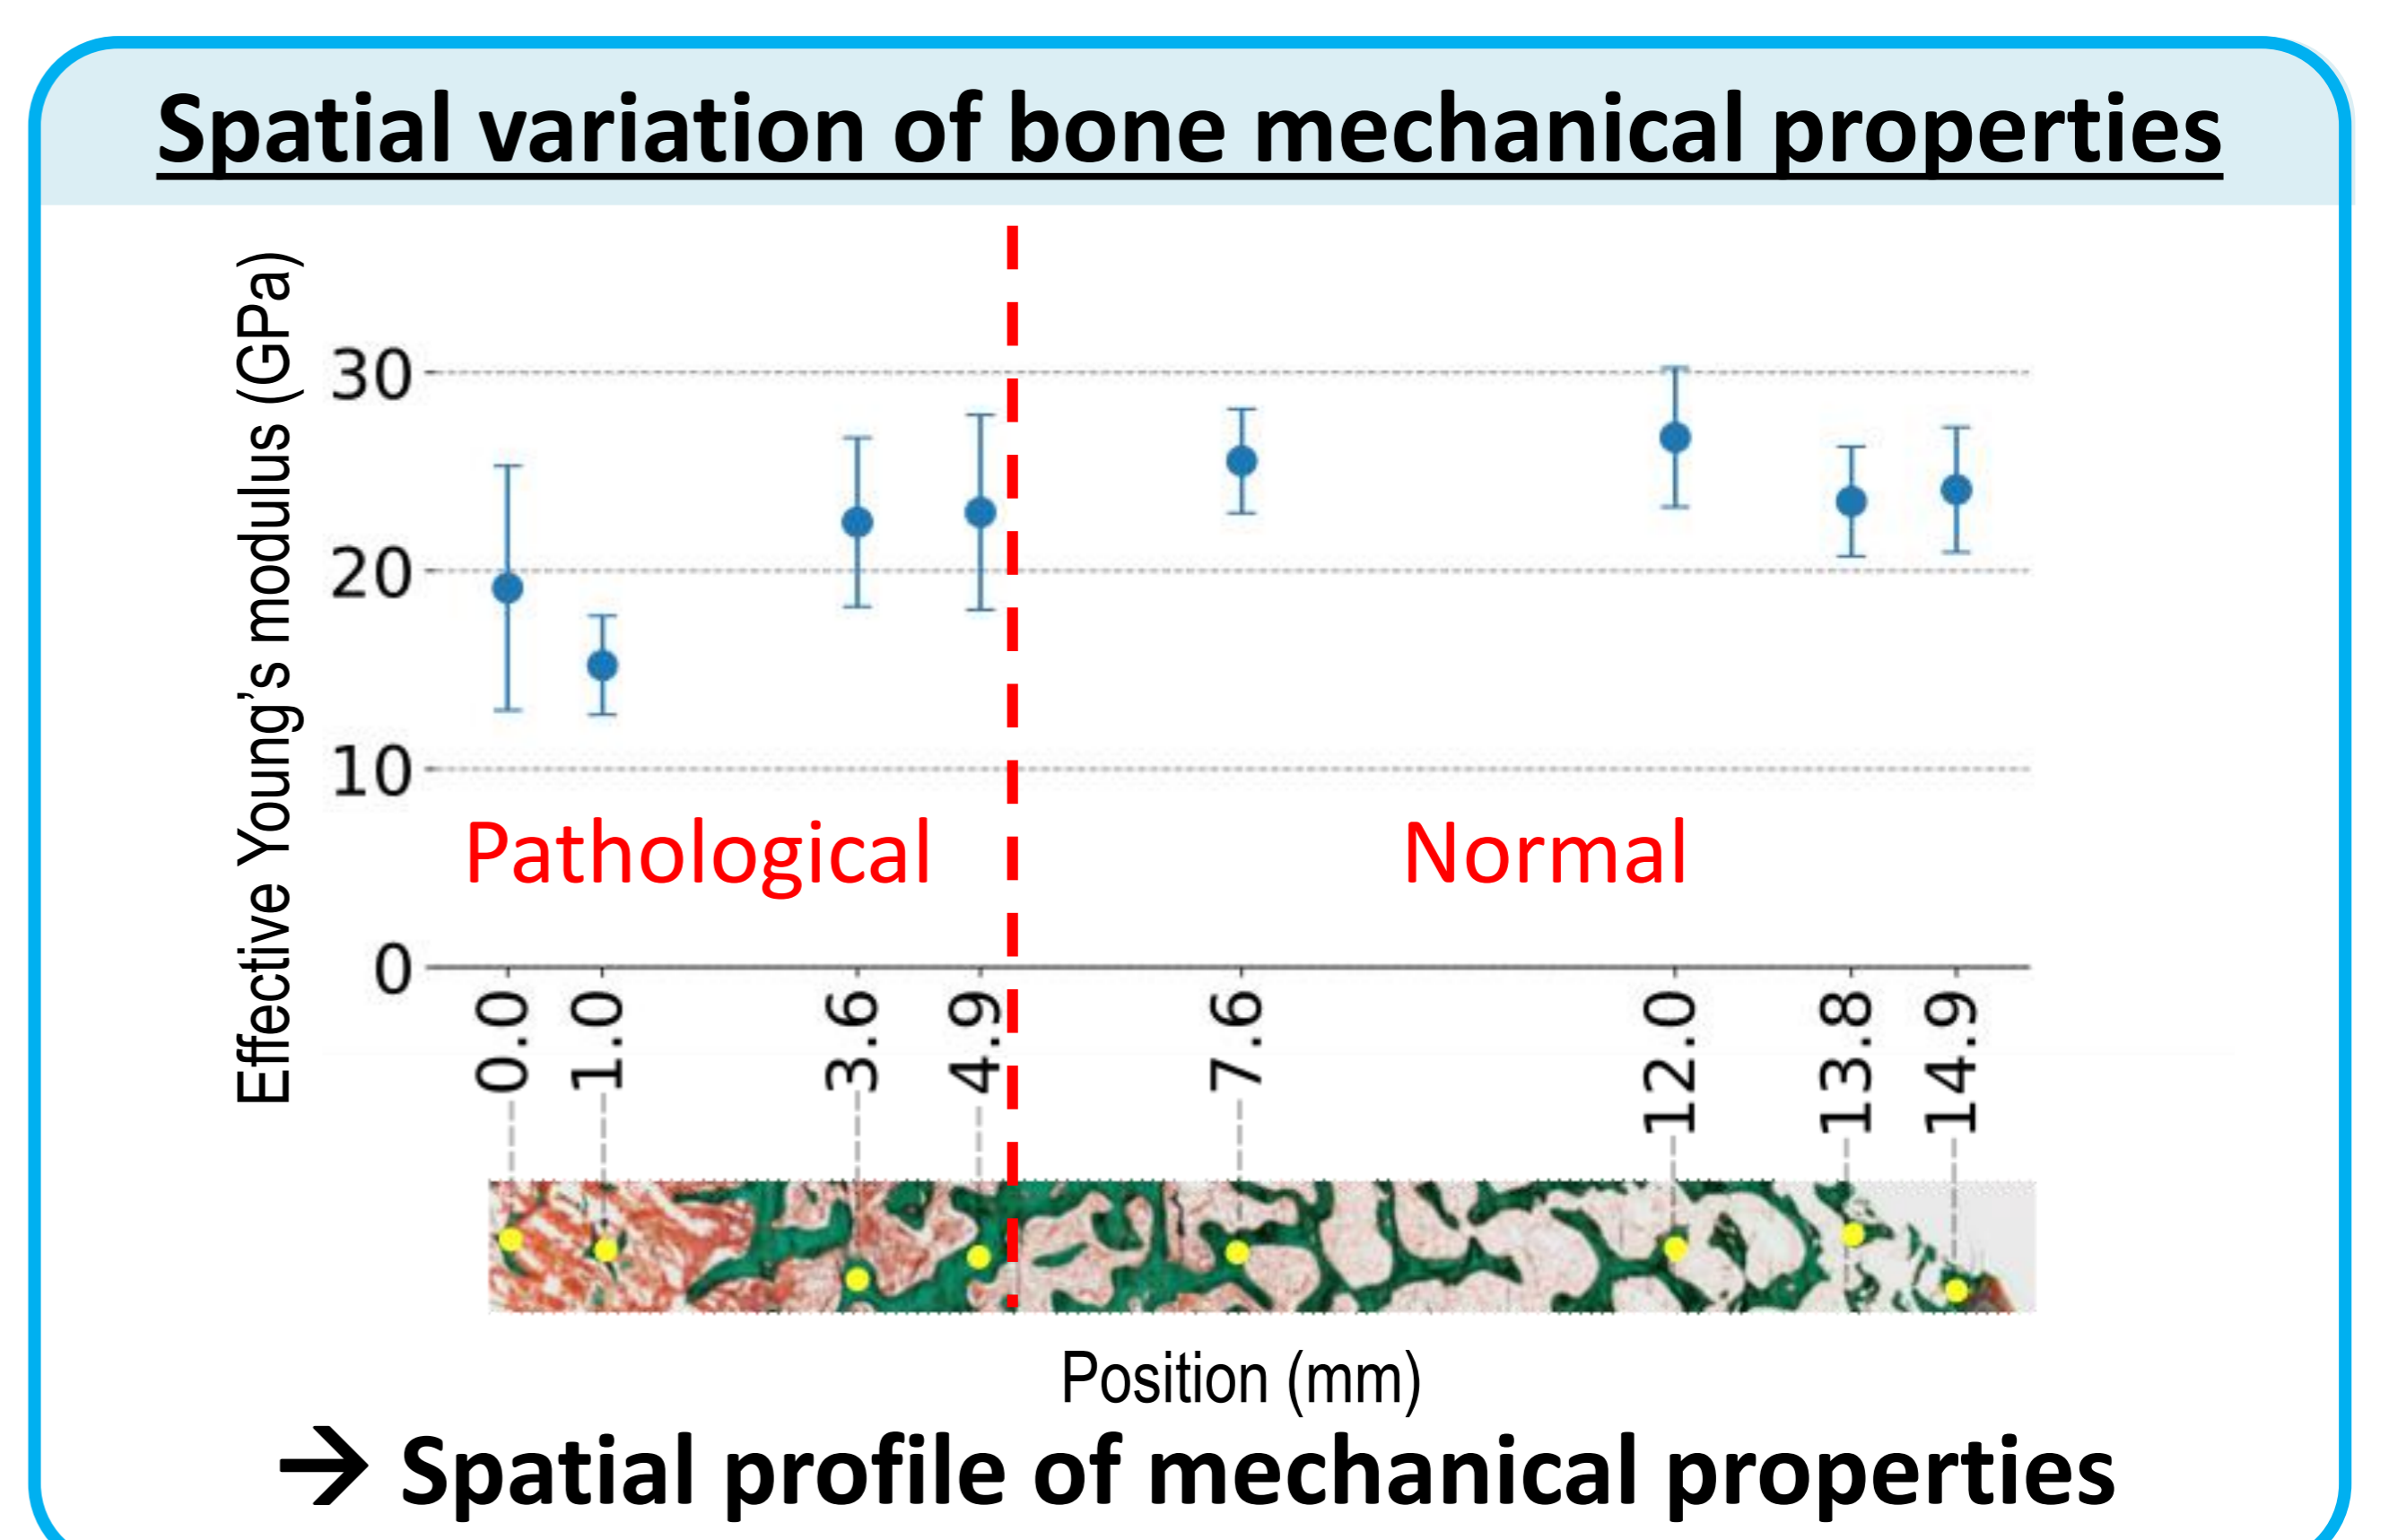 Spatial variation of bone mechanical properties
Effective Young's modulus (GPa)
30
20
10
0
Pathological
Normal
0.0
1.0
3.6
4.9
7.6
12.0
13.8
14.9
Position (mm)
→ Spatial profile of mechanical properties